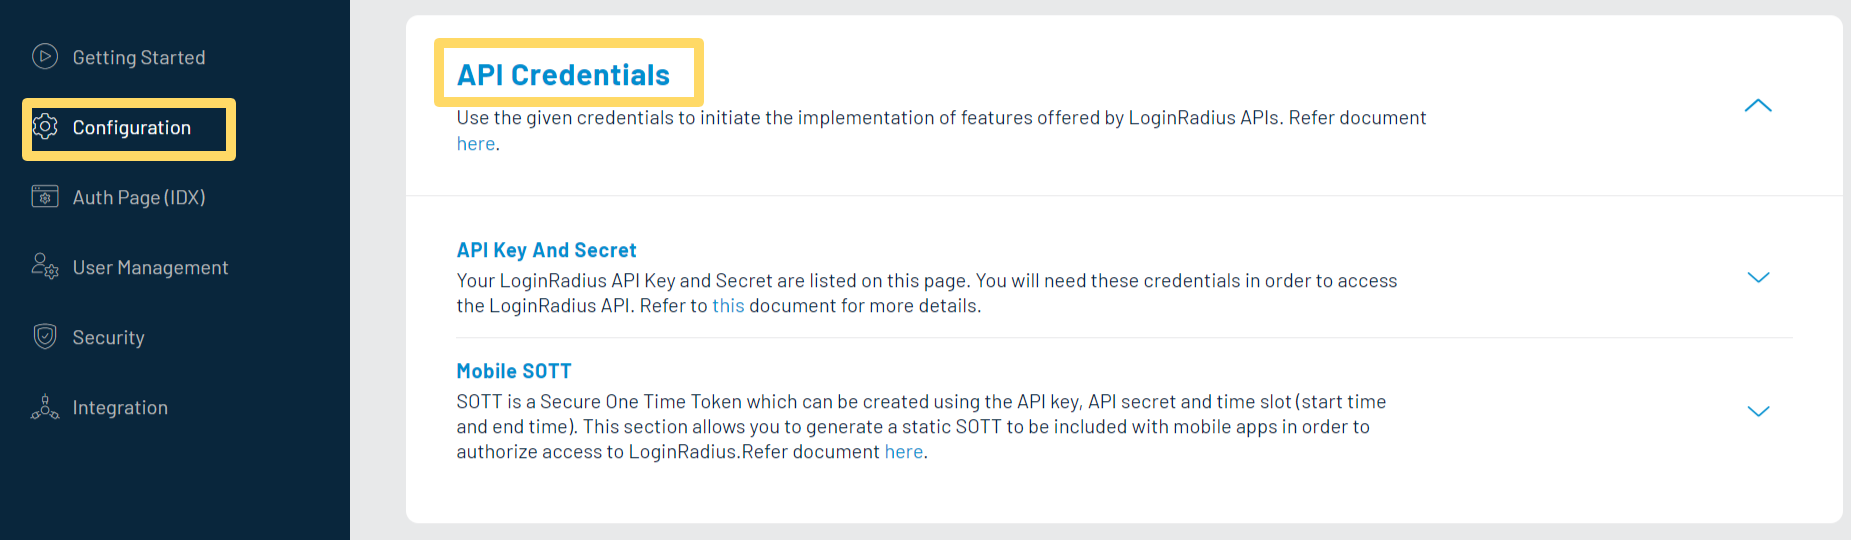 Getting Started
Configuration
Auth Page (IDX)
User Management
Security
Integration
API Credentials
Use the given credentials to initiate the implementation of features offered by LoginRadius APIs. Refer document
here.
API Key And Secret
Your LoginRadius API Key and Secret are listed on this page. You will need these credentials in order to access
the LoginRadius API. Refer to this document for more details.
Mobile SOTT
SOTT is a Secure One Time Token which can be created using the API key, API secret and time slot (start time
and end time). This section allows you to generate a static SOTT to be included with mobile apps in order to
authorize access to LoginRadius.Refer document here.